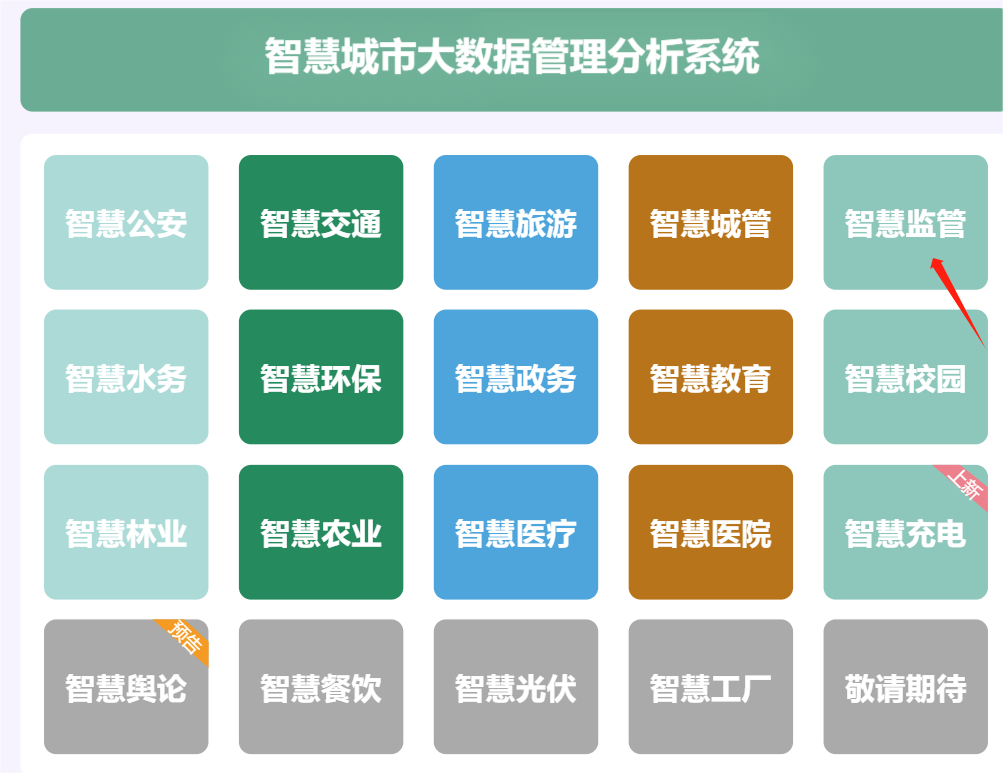 智慧城市大数据管理分析系统
智慧公安
智慧交通
智慧旅游
智慧城管
智慧监管
智慧水务
智慧环保
智慧政务
智慧教育
智慧校园
智慧林业
智慧农业
智慧医疗
智慧医院
上新
智慧充电
预告
智慧舆论
智慧餐饮
智慧光伏
智慧工厂
敬请期待